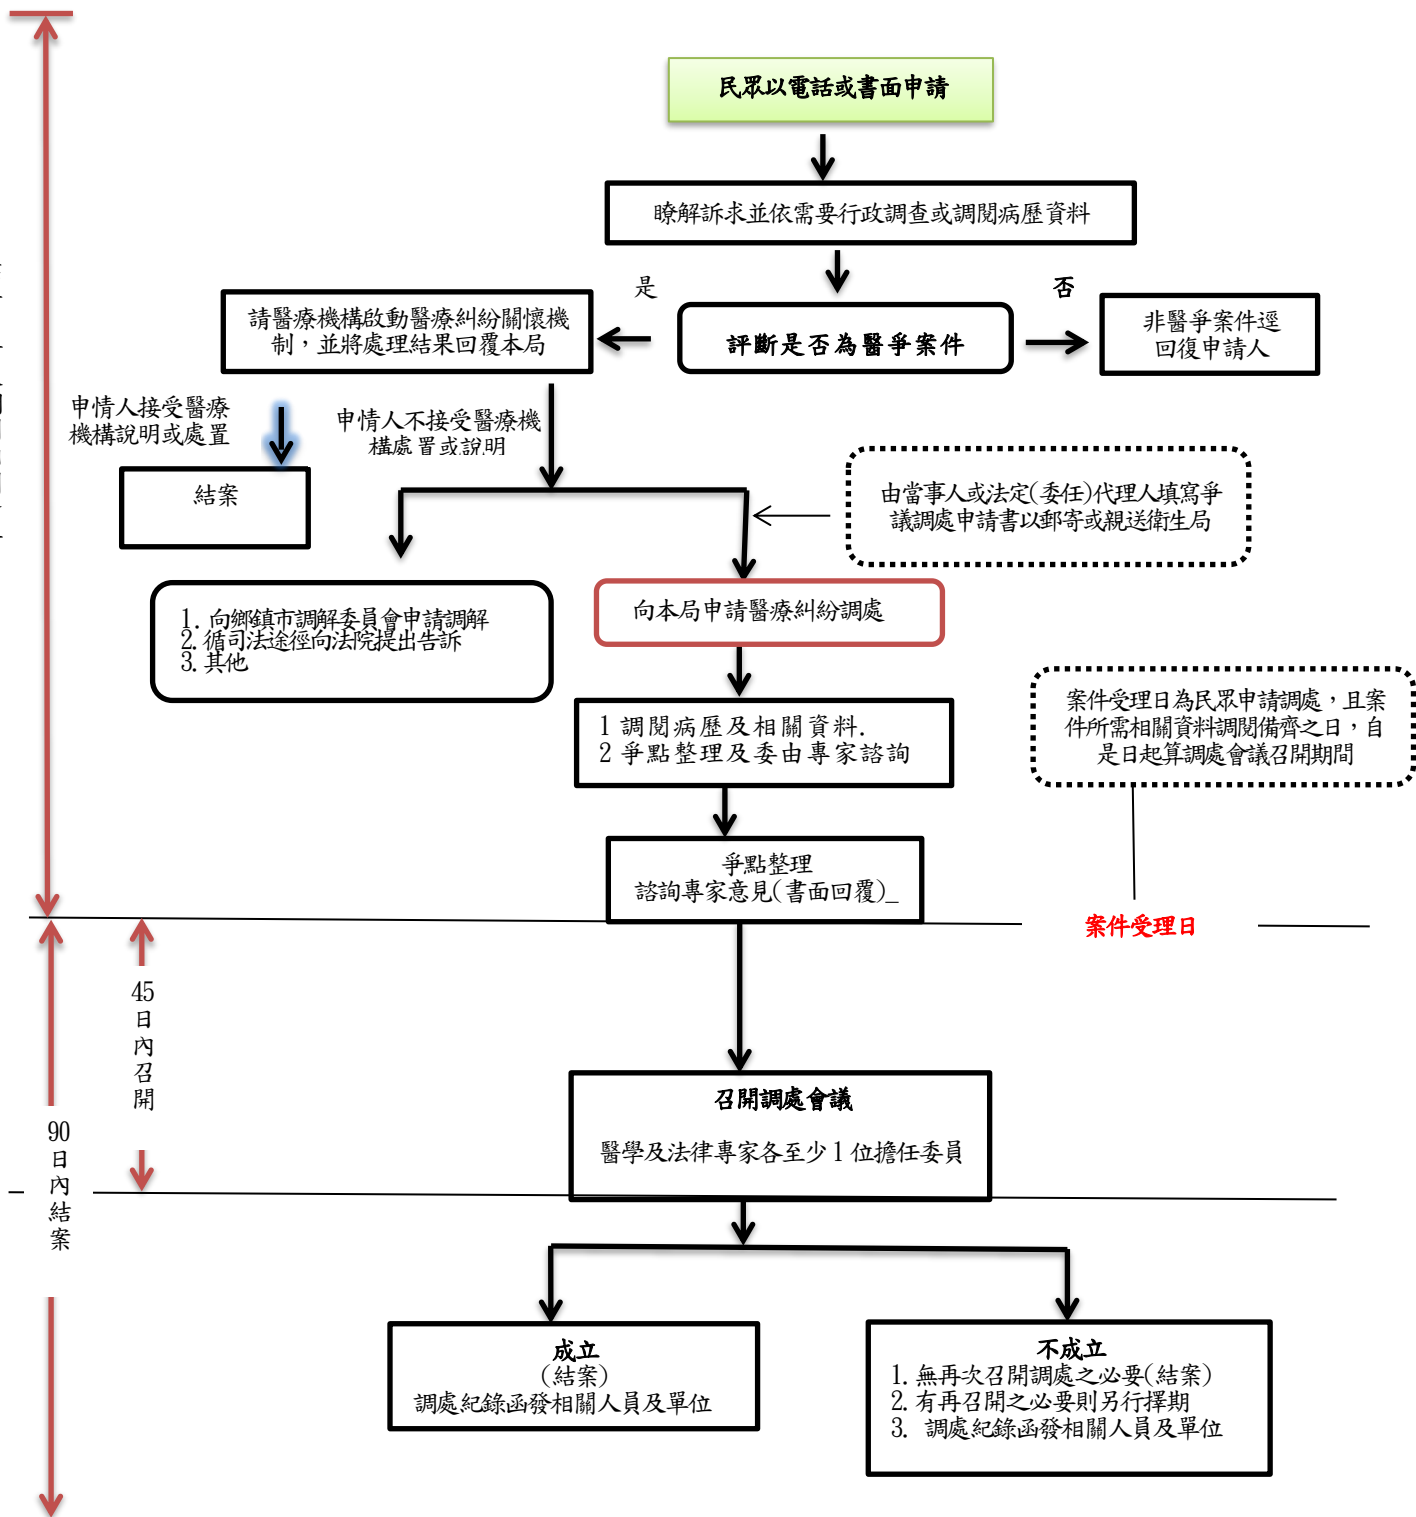 民眾以電話或書面申請
瞭解訴求並依需要行政調查或調閱病歷資料
是
否
請醫療機構啟動醫療糾紛關懷機
制，並將處理結果回覆本局
評斷是否為醫爭案件
非醫爭案件逕
回復申請人
申情人接受醫療
機構說明或處置
申情人不接受醫療機
構處置或說明
結案
由當事人或法定(委任)代理人填寫爭
議調處申請書以郵寄或親送衛生局
1. 向鄉鎮市調解委員會申請調解
2. 循司法途徑向法院提出告訴
3. 其他
向本局申請醫療糾紛調處
案件受理日為民眾申請調處，且案
件所需相關資料調閱備齊之日，自
是日起算調處會議召開期間
1 調閱病歷及相關資料.
2 爭點整理及委由專家諮詢
爭點整理
諮詢專家意見(書面回覆)_
案件受理日
45
日
內
召
開
90
日
內
結
案
召開調處會議
醫學及法律專家各至少 1 位擔任委員
成立
(結案)
調處紀錄函發相關人員及單位
不成立
1. 無再次召開調處之必要(結案)
2. 有再召開之必要則另行擇期
3. 調處紀錄函發相關人員及單位